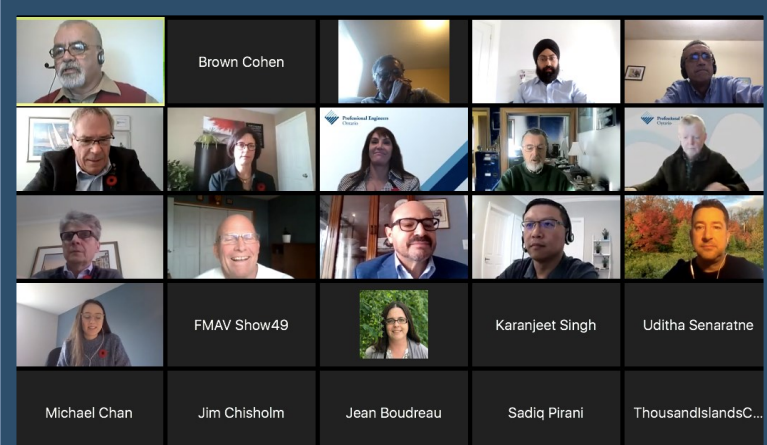 Brown Cohen
Professional Engineers
Ontario
Professional
Ontario
FMAV Show49
Karanjeet Singh
Uditha Senaratne
Michael Chan
Jim Chisholm
Jean Boudreau
Sadiq Pirani
ThousandIslandsC...